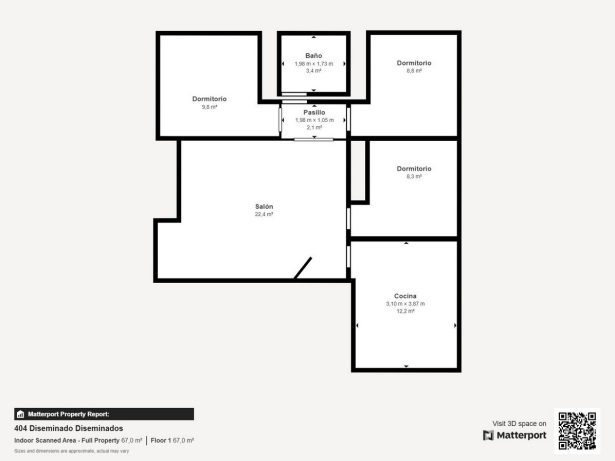 Baño
1,98 m × 1,73 m
3,4 m²
Dormitorio
8,8 m²
Dormitorio
9,8 m²
Pasillo
1,98 m × 1,05 m
2,1 m²
Dormitorio
8,3 m²
Salón
22,4 m²
Cocina
3,10 m × 3,87 m
12,2 m²
Matterport Property Report:
404 Diseminado Diseminados
Indoor Scanned Area - Full Property 67,0 m² | Floor 1 67,0 m²
Sizes and dimensions are approximate, actual may vary
Visit 3D space on
Matterport